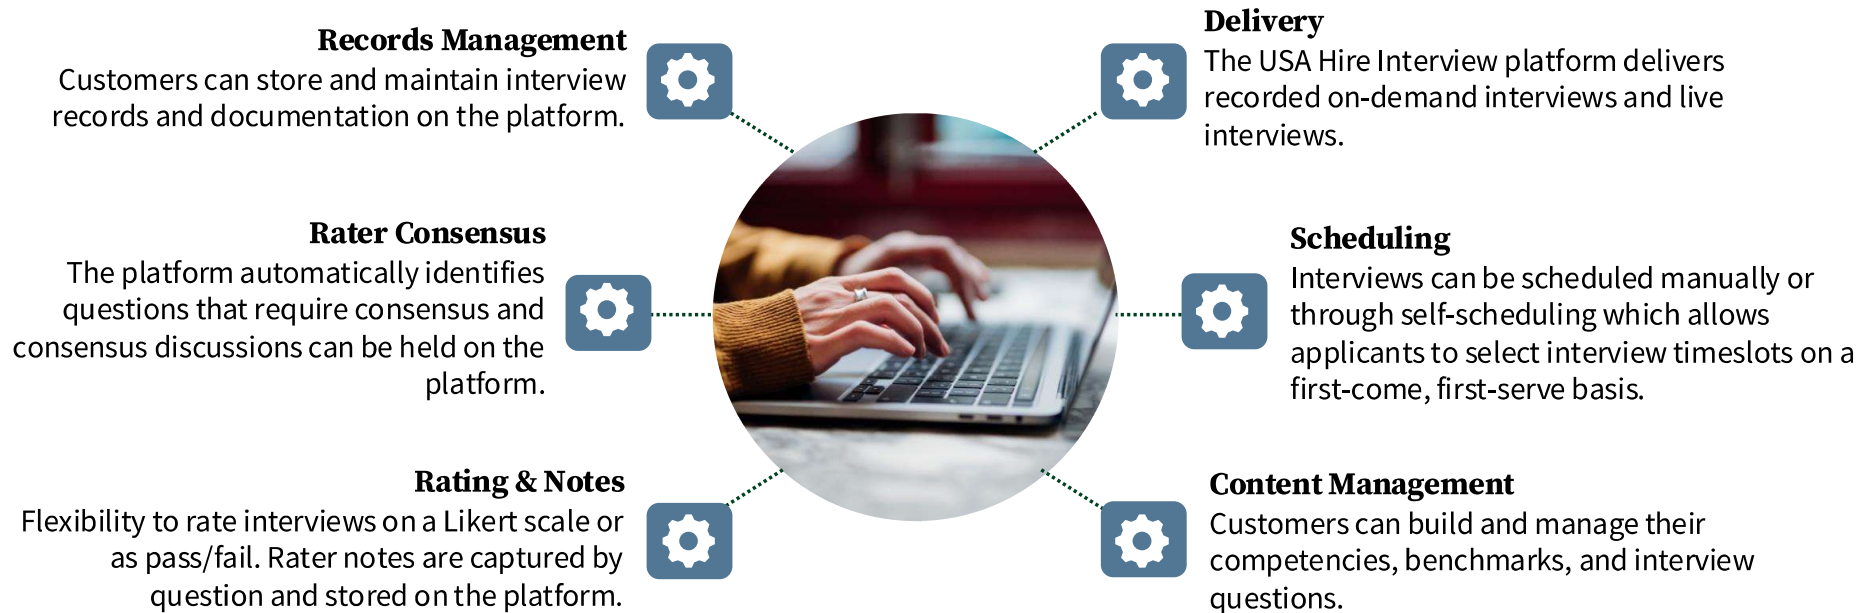 Records Management
Customers can store and maintain interview
records and documentation on the platform.
Rater Consensus
The platform automatically identifies
questions that require consensus and
consensus discussions can be held on the
platform.
Rating & Notes
Flexibility to rate interviews on a Likert scale or
as pass/fail. Rater notes are captured by
question and stored on the platform.
Delivery
The USA Hire Interview platform delivers
recorded on-demand interviews and live
interviews.
Scheduling
Interviews can be scheduled manually or
through self-scheduling which allows
applicants to select interview timeslots on a
first-come, first-serve basis.
Content Management
Customers can build and manage their
competencies, benchmarks, and interview
questions.